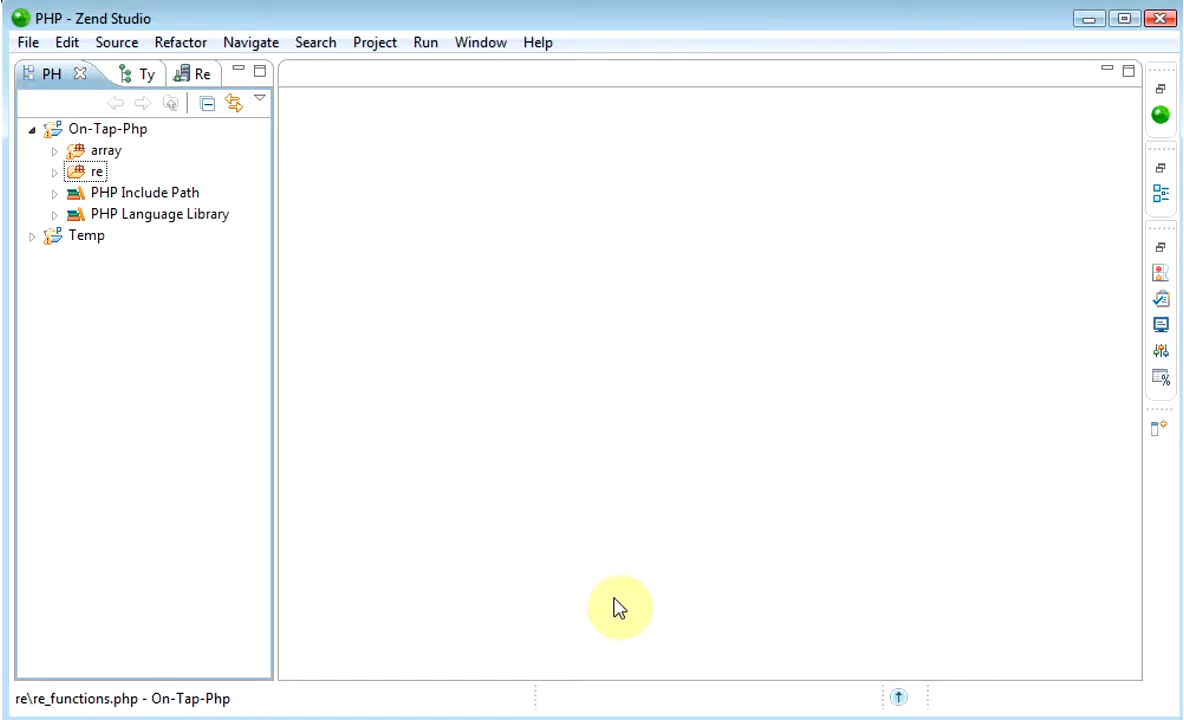 PHP - Zend Studio
File Edit Source Refactor Navigate Search Project Run Window Help
PH Ty Re
On-Tap-Php
array
re
PHP Include Path
PHP Language Library
Temp
re\re_functions.php - On-Tap-Php